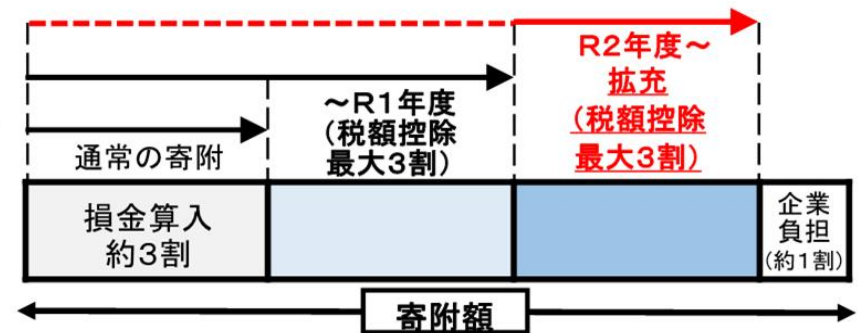 R2年度～
拡充
(税額控除
最大3割)
～R1年度
(税額控除
最大3割)
通常の寄附
損金算入
約3割
企業
負担
(約1割)
寄附額